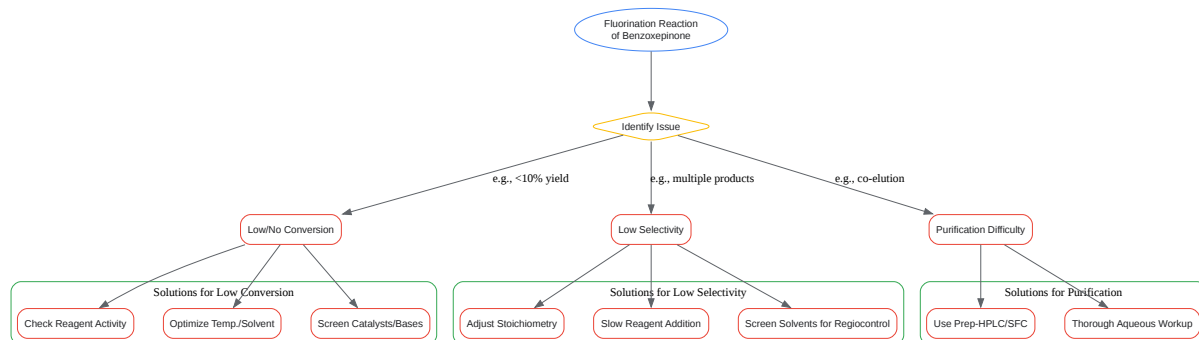 Fluorination Reaction
of Benzoxepinone
Identify Issue
e.g., <10% yield
e.g., multiple products
e.g., co-elution
Low/No Conversion
Low Selectivity
Purification Difficulty
Solutions for Low Conversion
Solutions for Low Selectivity
Solutions for Purification
Check Reagent Activity
Optimize Temp./Solvent
Screen Catalysts/Bases
Adjust Stoichiometry
Slow Reagent Addition
Screen Solvents for Regiocontrol
Use Prep-HPLC/SFC
Thorough Aqueous Workup